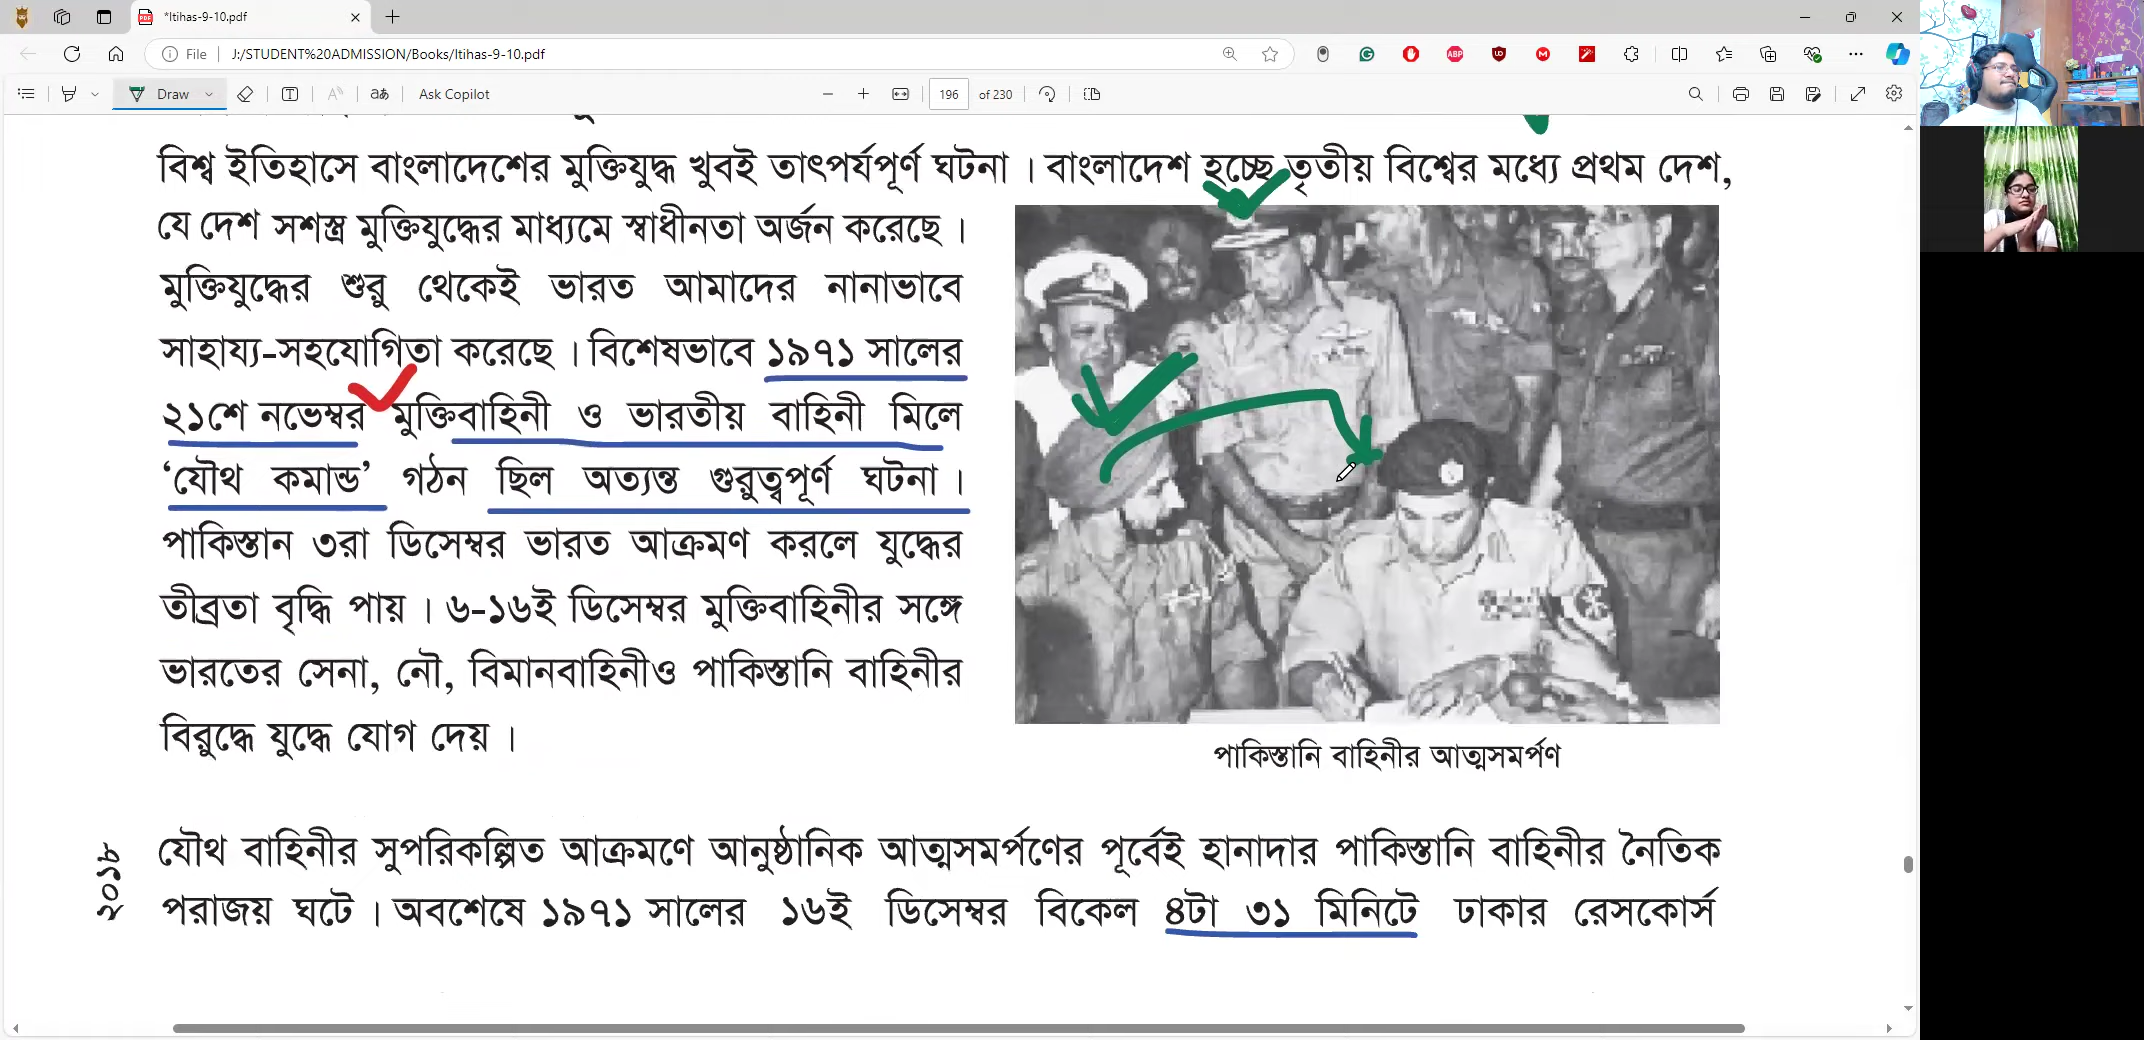 *Itihas-9-10.pdf
File
J:/STUDENT%20ADMISSION/Books/Itihas-9-10.pdf
Draw
Ask Copilot
196
of 230
বিশ্ব ইতিহাসে বাংলাদেশের মুক্তিযুদ্ধ খুবই তাৎপর্যপূর্ণ ঘটনা । বাংলাদেশ হচ্ছে তৃতীয় বিশ্বের মধ্যে প্রথম দেশ,
যে দেশ সশস্ত্র মুক্তিযুদ্ধের মাধ্যমে স্বাধীনতা অর্জন করেছে ।
মুক্তিযুদ্ধের শুরু থেকেই ভারত আমাদের নানাভাবে
সাহায্য-সহযোগিতা করেছে । বিশেষভাবে ১৯৭১ সালের
২১শে নভেম্বর মুক্তিবাহিনী ও ভারতীয় বাহিনী মিলে
‘যৌথ কমান্ড’ গঠন ছিল অত্যন্ত গুরুত্বপূর্ণ ঘটনা ।
পাকিস্তান ৩রা ডিসেম্বর ভারত আক্রমণ করলে যুদ্ধের
তীব্রতা বৃদ্ধি পায় । ৬-১৬ই ডিসেম্বর মুক্তিবাহিনীর সঙ্গে
ভারতের সেনা, নৌ, বিমানবাহিনীও পাকিস্তানি বাহিনীর
বিরুদ্ধে যুদ্ধে যোগ দেয় ।
পাকিস্তানি বাহিনীর আত্মসমর্পণ
যৌথ বাহিনীর সুপরিকল্পিত আক্রমণে আনুষ্ঠানিক আত্মসমর্পণের পূর্বেই হানাদার পাকিস্তানি বাহিনীর নৈতিক
পরাজয় ঘটে । অবশেষে ১৯৭১ সালের ১৬ই ডিসেম্বর বিকেল ৪টা ৩১ মিনিটে ঢাকার রেসকোর্স
২০১৮